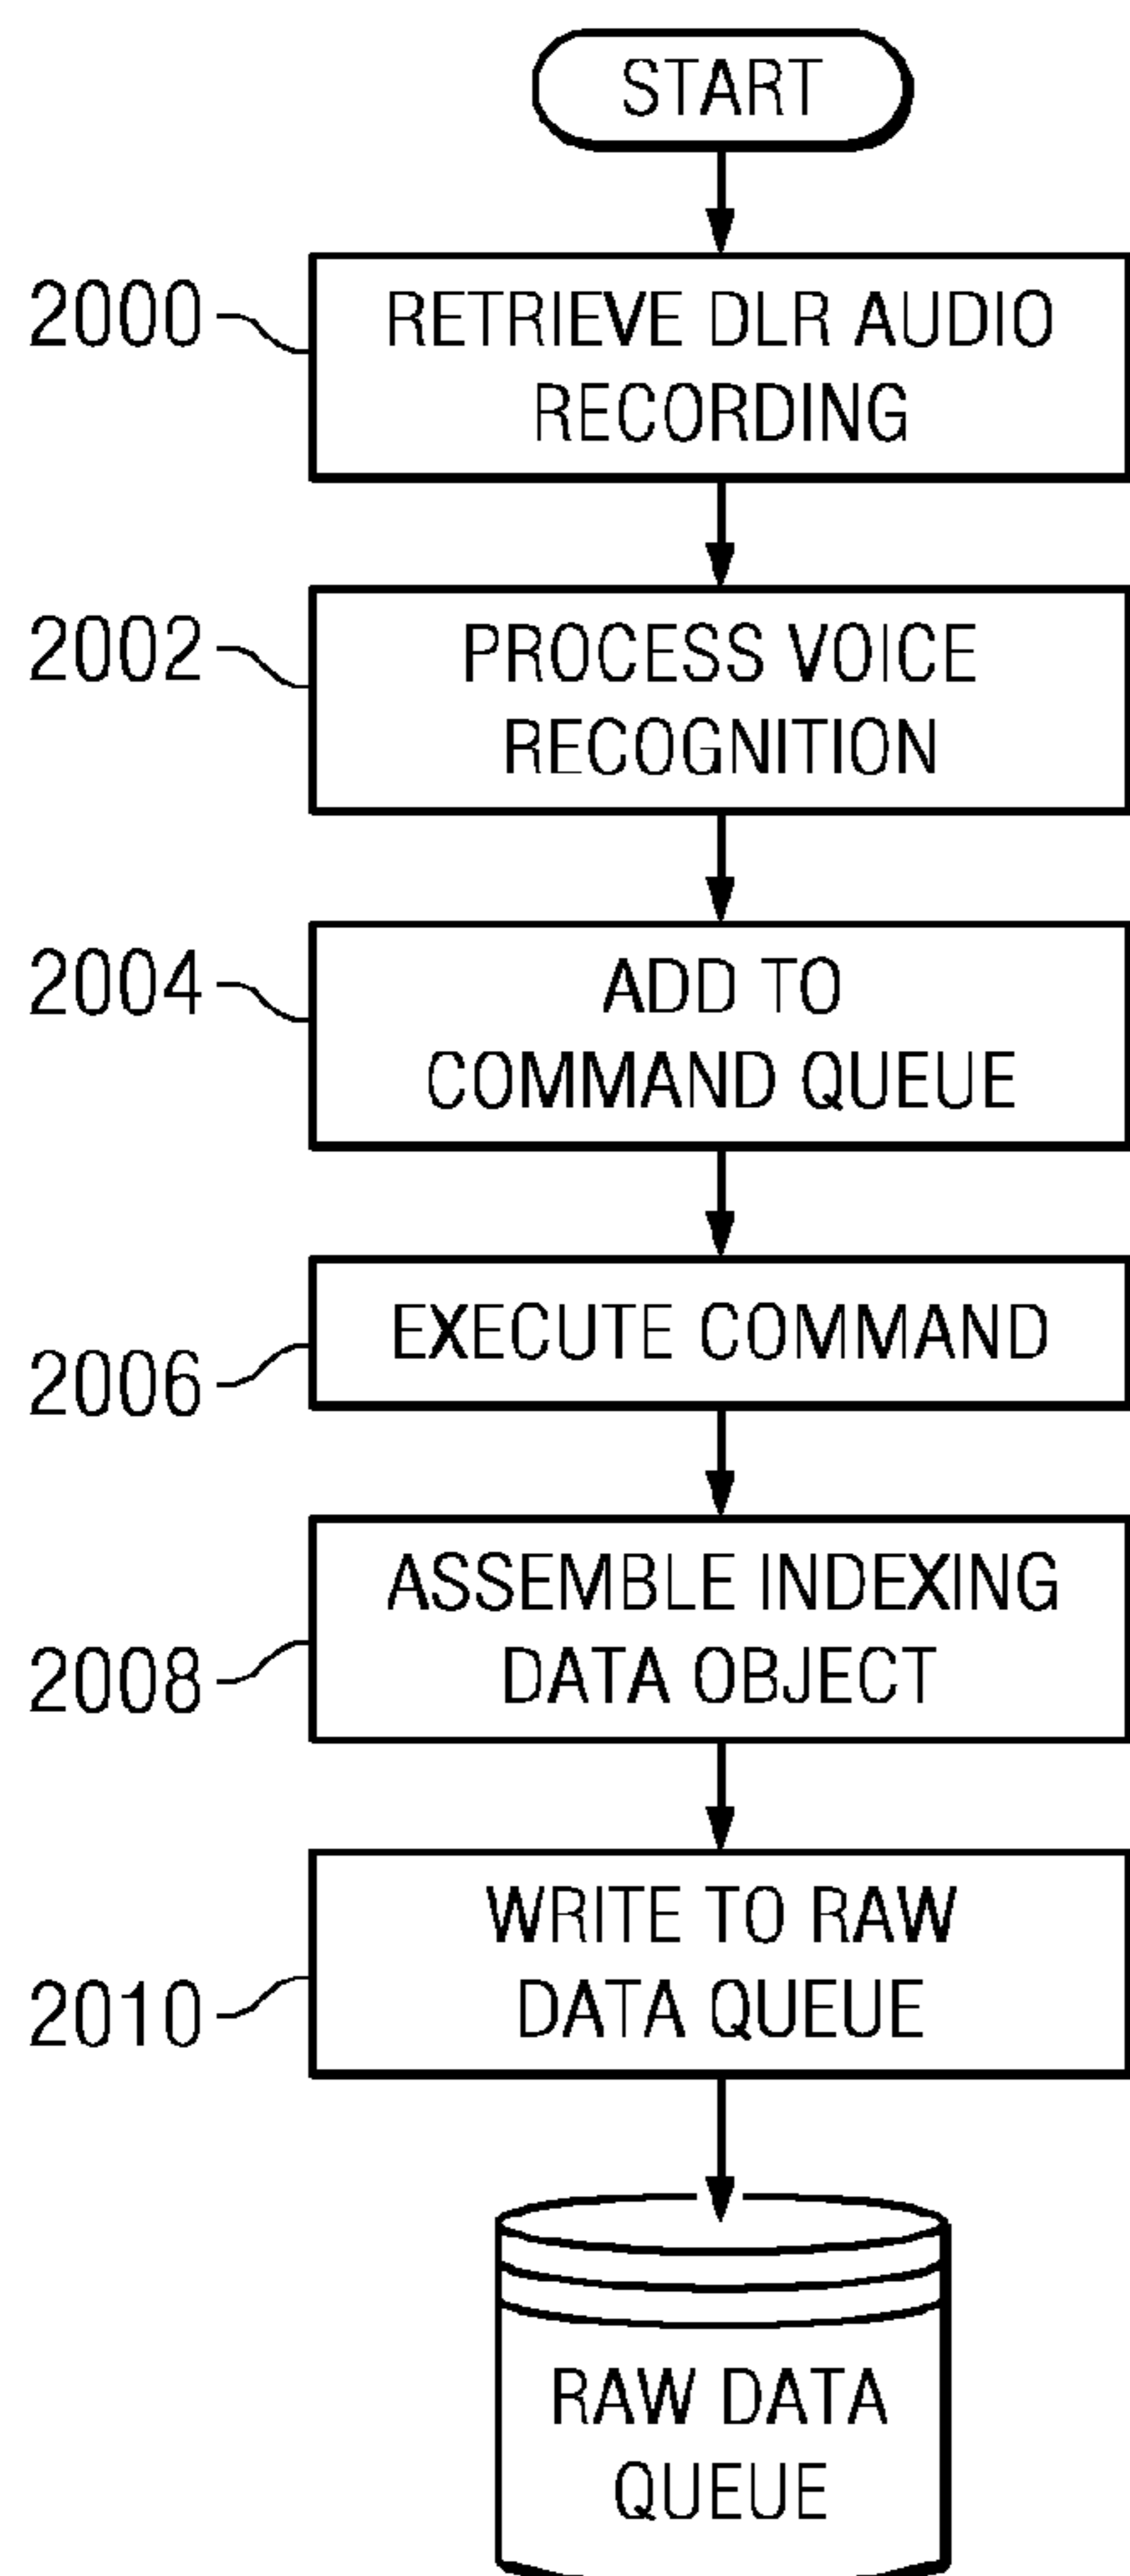 START
2000
RETRIEVE DLR AUDIO
RECORDING
2002
PROCESS VOICE
RECOGNITION
2004
ADD TO
COMMAND QUEUE
2006
EXECUTE COMMAND
2008
ASSEMBLE INDEXING
DATA OBJECT
2010
WRITE TO RAW
DATA QUEUE
RAW DATA
QUEUE